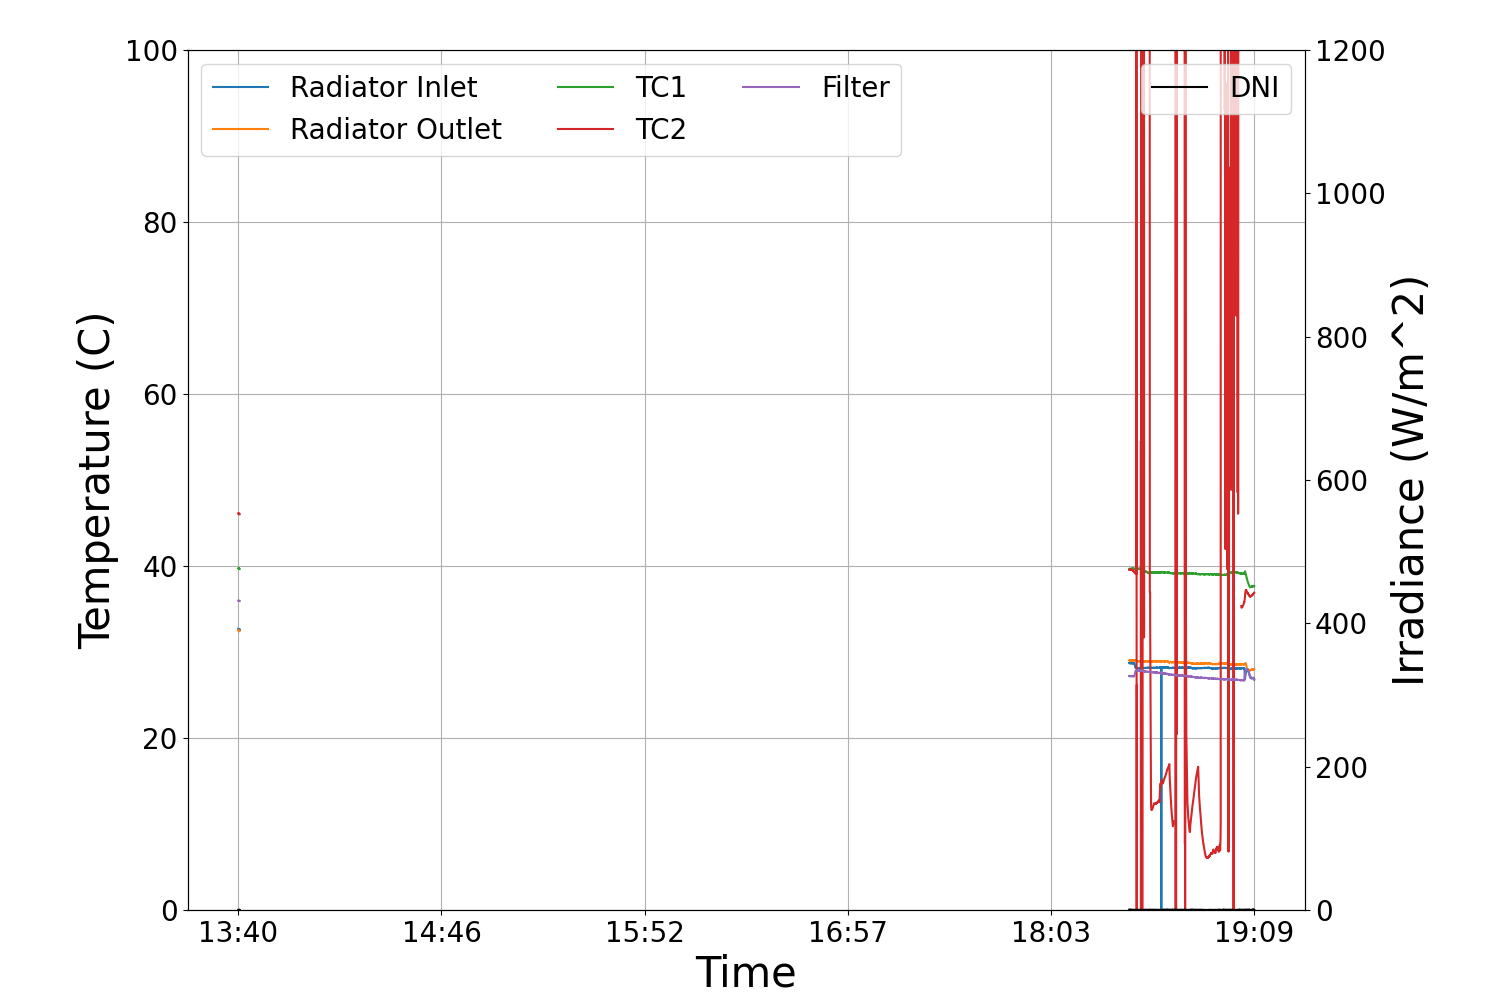 100
80
60
40
20
0
Temperature (C)
Radiator Inlet
Radiator Outlet
TC1
TC2
Filter
DNI
1200
1000
800
600
400
200
0
Irradiance (W/m^2)
13:40 14:46 15:52 16:57 18:03 19:09
Time